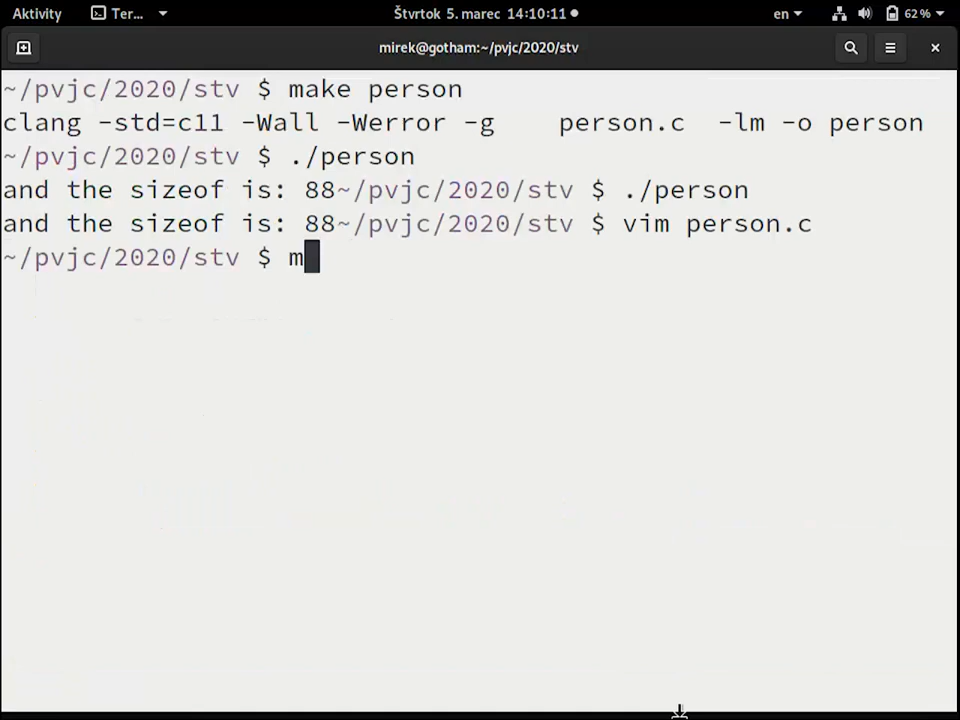 Aktivity Ter... Štvrtok 5. marec 14:10:11 en 62%
mirek@gotham:~/pvjc/2020/stv
~/pvjc/2020/stv $ make person
clang -std=c11 -Wall -Werror -g    person.c  -lm -o person
~/pvjc/2020/stv $ ./person
and the sizeof is: 88~/pvjc/2020/stv $ ./person
and the sizeof is: 88~/pvjc/2020/stv $ vim person.c
~/pvjc/2020/stv $ m